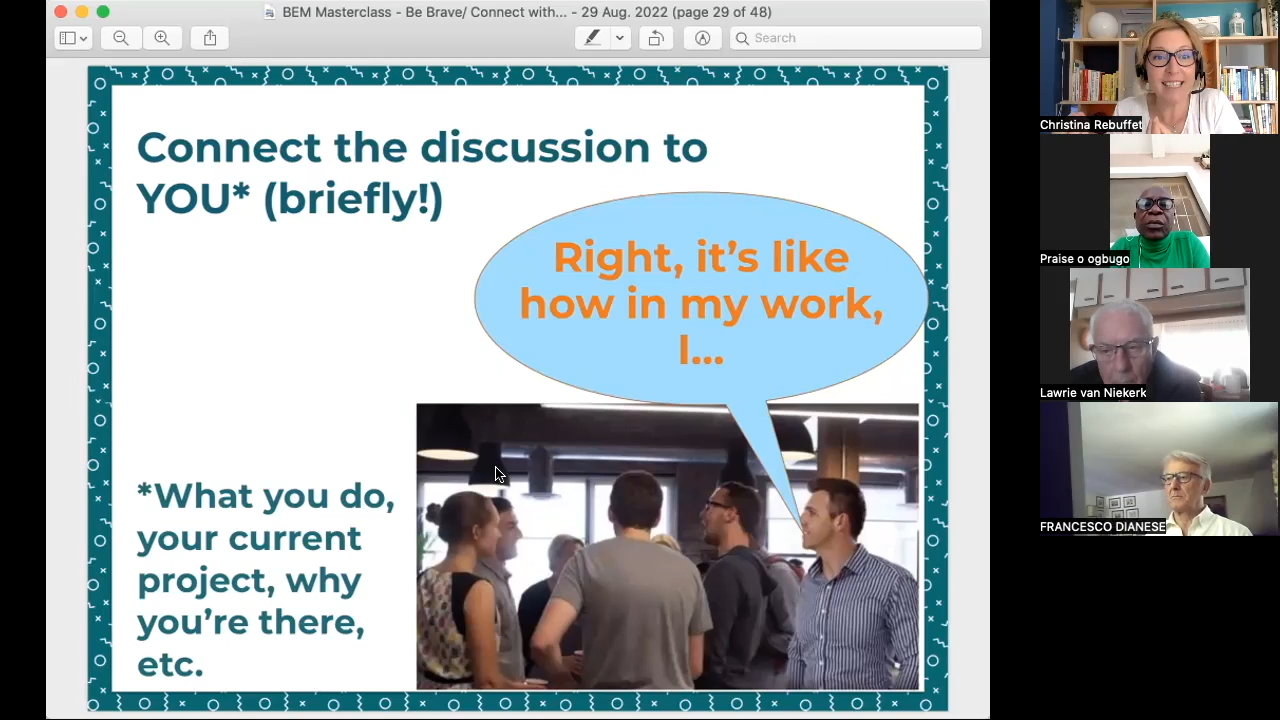 BEM Masterclass - Be Brave/ Connect with... - 29 Aug. 2022 (page 29 of 48)
Search
Connect the discussion to
YOU* (briefly!)
Right, it's like
how in my work,
I...
*What you do,
your current
project, why
you're there,
etc.
Christina Rebuffet
Praise o ogbugo
Lawrie van Niekerk
FRANCESCO DIANESE